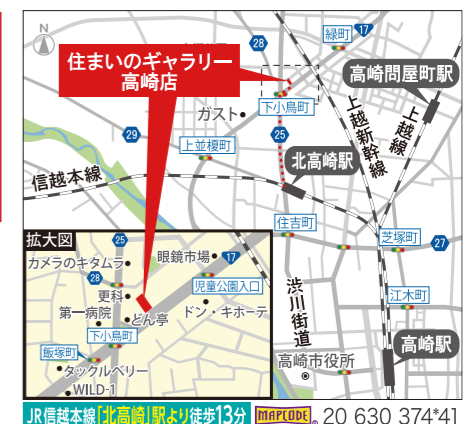 N
28
緑町
17
住まいのギャラリー
高崎店
高崎問屋町駅
ガスト
下小鳥町
上越新幹線
上越線
29
25
上並榎町
北高崎駅
信越本線
住吉町
芝塚町
27
拡大図
25
眼鏡市場
17
カメラのキタムラ
28
児童公園入口
更科
第一病院
どん亭
ドン・キホーテ
下小鳥町
飯塚町
タックルベリー
WILD-1
渋川街道
江木町
高崎市役所
高崎駅
JR信越本線「北高崎」駅より徒歩13分
MAPCODE® 20 630 374*41